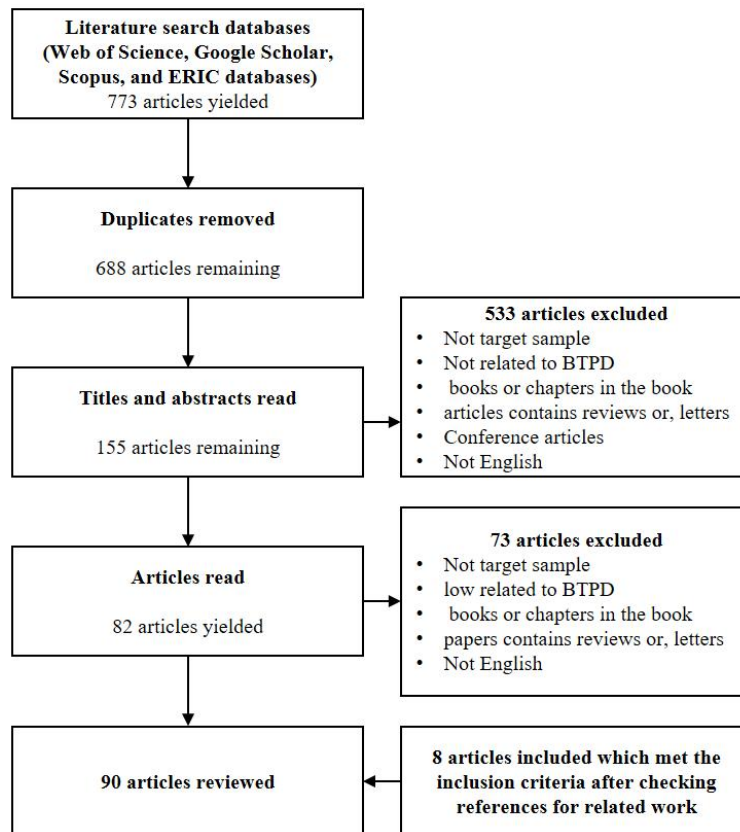 Literature search databases
(Web of Science, Google Scholar,
Scopus, and ERIC databases)
773 articles yielded
Duplicates removed
688 articles remaining
533 articles excluded
• Not target sample
• Not related to BTPD
• books or chapters in the book
• articles contains reviews or, letters
• Conference articles
• Not English
Titles and abstracts read
155 articles remaining
73 articles excluded
• Not target sample
• low related to BTPD
• books or chapters in the book
• papers contains reviews or, letters
• Not English
Articles read
82 articles yielded
90 articles reviewed
8 articles included which met the
inclusion criteria after checking
references for related work